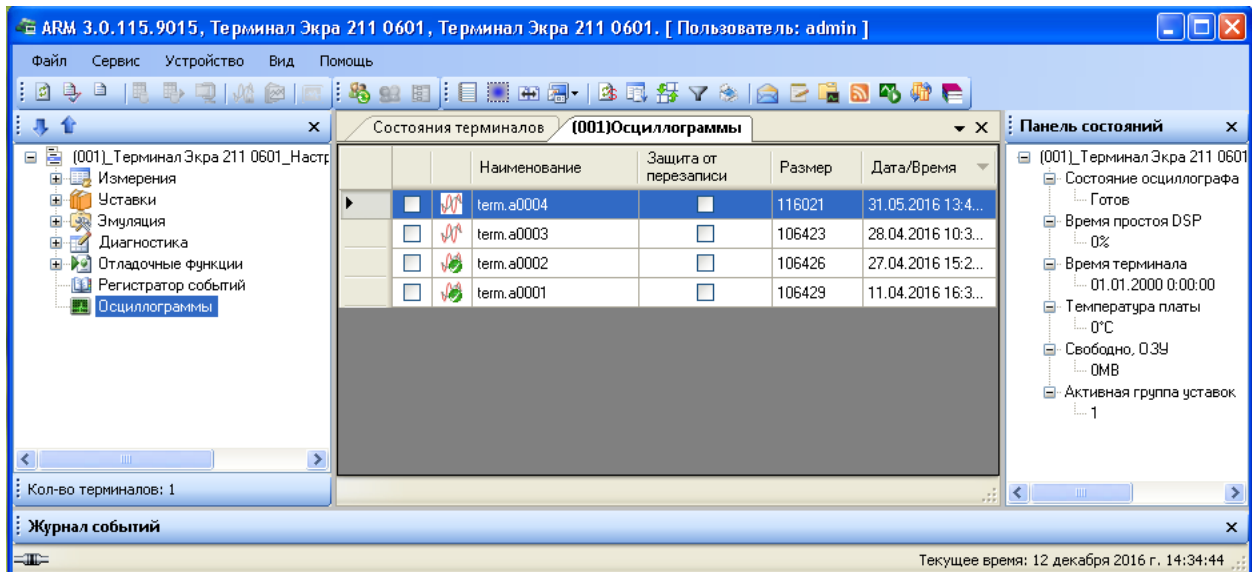 ARM 3.0.115.9015, Терминал Экра 211 0601, Терминал Экра 211 0601. [ Пользователь: admin ]
Файл Сервис Устройство Вид Помощь
Состояния терминалов (001)Осциллограммы
Панель состояний
(001)_Терминал Экра 211 0601_Настр
Измерения
Уставки
Эмуляция
Диагностика
Отладочные функции
Регистратор событий
Осциллограммы
Кол-во терминалов: 1
Наименование Защита от перезаписи Размер Дата/Время
term.a0004 116021 31.05.2016 13:4...
term.a0003 106423 28.04.2016 10:3...
term.a0002 106426 27.04.2016 15:2...
term.a0001 106429 11.04.2016 16:3...
(001)_Терминал Экра 211 0601
Состояние осциллографа
Готов
Время простоя DSP
0%
Время терминала
01.01.2000 0:00:00
Температура платы
0°C
Свободно, ОЗУ
0MB
Активная группа уставок
1
Журнал событий
Текущее время: 12 декабря 2016 г. 14:34:44